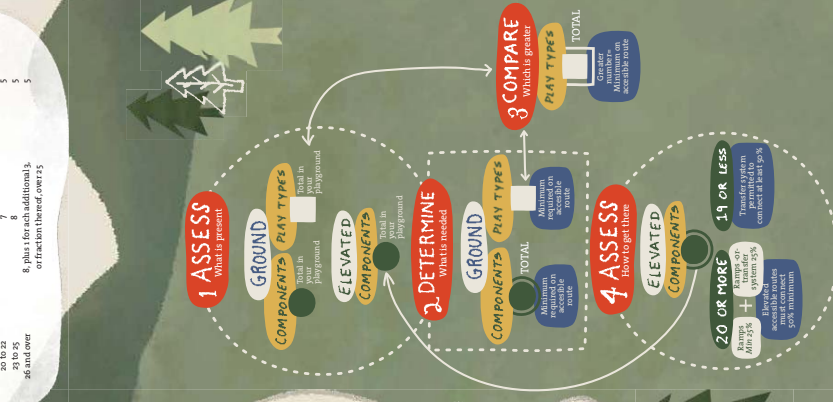 20 to 22 7 5
23 to 25 8 5
26 and over 8, plus 1 for ach additional 3, 5
or fraction thereof, over 25
1 ASSESS
What is present
GROUND
COMPONENTS
Total in
your
playground
PLAY TYPES
Total in
your
playground
ELEVATED
COMPONENTS
Total in
your
playground
2 DETERMINE
What is needed
GROUND
COMPONENTS
TOTAL
Minimum
required on
accesible
route
PLAY TYPES
Minimum
required on
accesible
route
3 COMPARE
Which is greater
PLAY TYPES
TOTAL
Greater
number=
Minimum on
accesible route
4 ASSESS
How to get there
ELEVATED
COMPONENTS
20 OR MORE
Ramps
Min 25%
+
Ramps -or-
transfer
system 25%
Elevated
accessible routes
must connect
50% minimum
19 OR LESS
Transfer system
permitted to
connect at least 50%